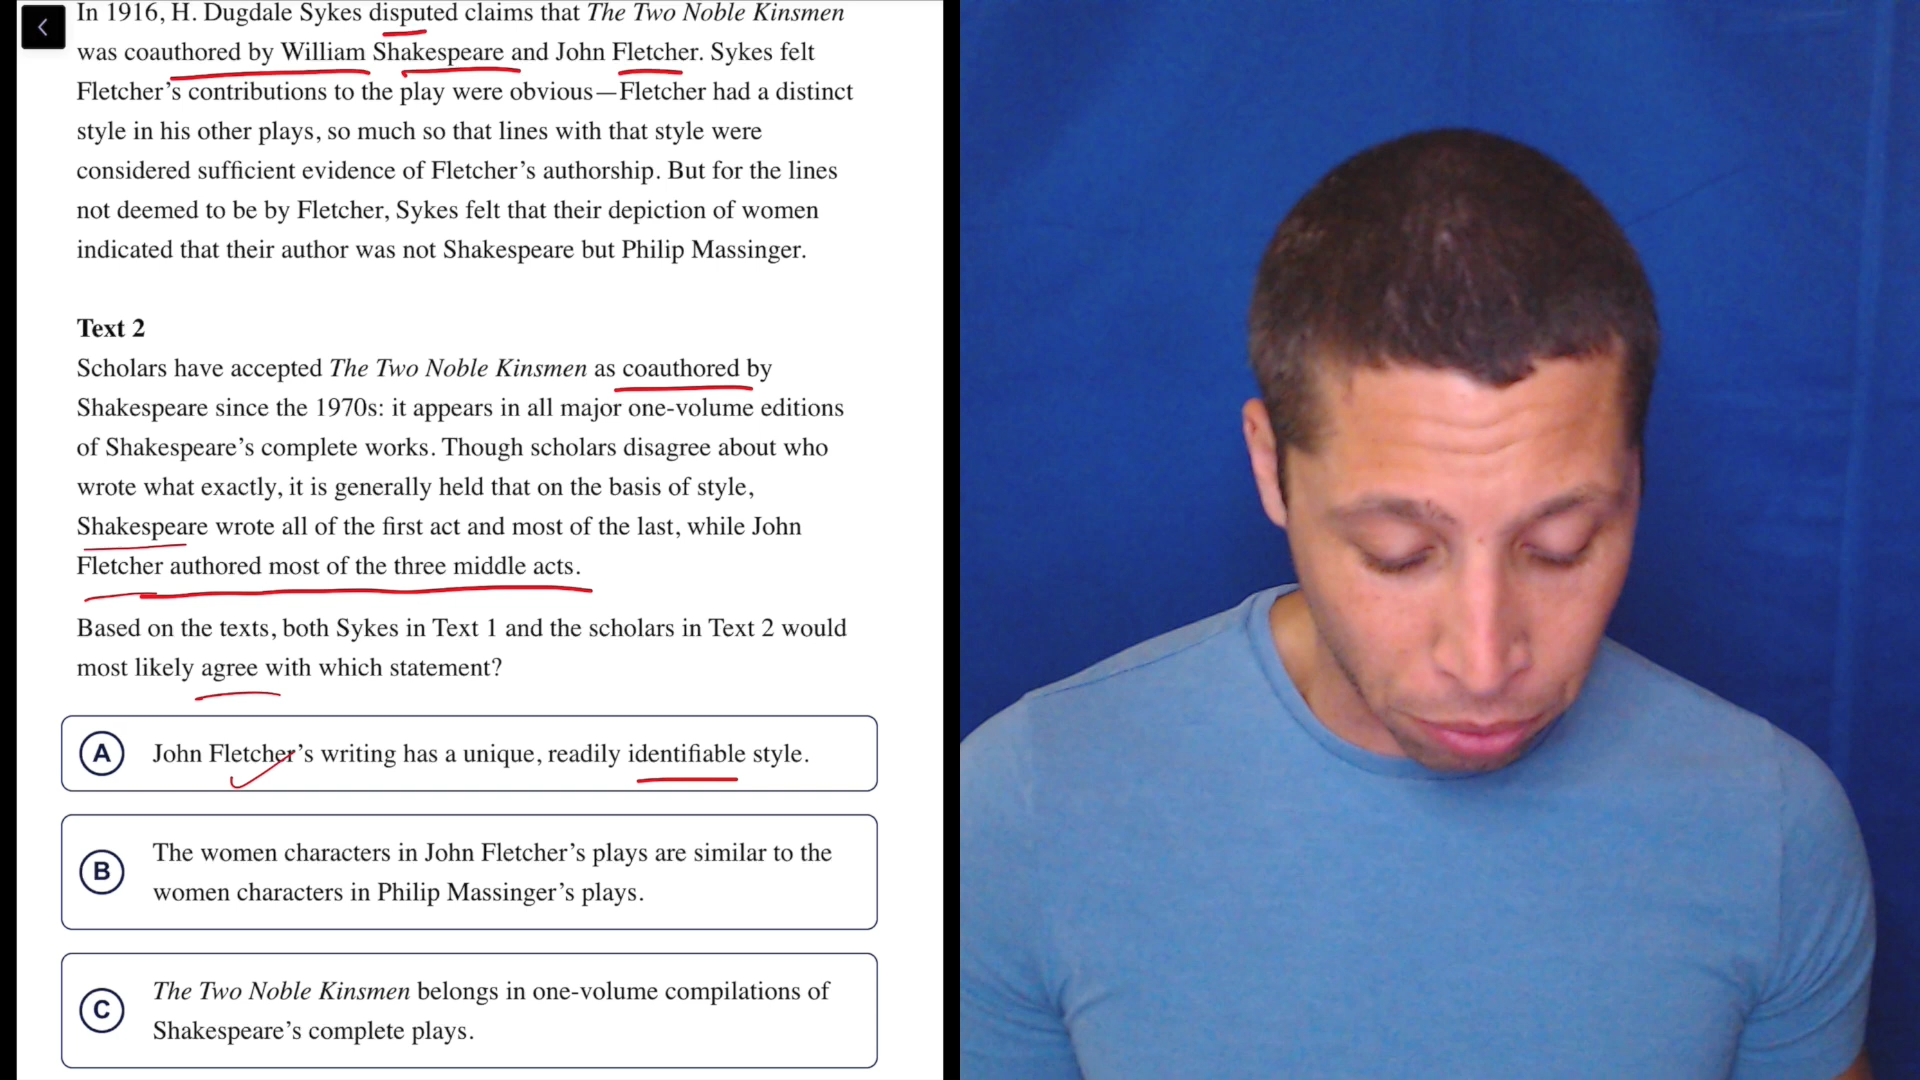 In 1916, H. Dugdale Sykes disputed claims that The Two Noble Kinsmen
was coauthored by William Shakespeare and John Fletcher. Sykes felt
Fletcher’s contributions to the play were obvious—Fletcher had a distinct
style in his other plays, so much so that lines with that style were
considered sufficient evidence of Fletcher’s authorship. But for the lines
not deemed to be by Fletcher, Sykes felt that their depiction of women
indicated that their author was not Shakespeare but Philip Massinger.
Text 2
Scholars have accepted The Two Noble Kinsmen as coauthored by
Shakespeare since the 1970s: it appears in all major one-volume editions
of Shakespeare’s complete works. Though scholars disagree about who
wrote what exactly, it is generally held that on the basis of style,
Shakespeare wrote all of the first act and most of the last, while John
Fletcher authored most of the three middle acts.
Based on the texts, both Sykes in Text 1 and the scholars in Text 2 would
most likely agree with which statement?
A John Fletcher’s writing has a unique, readily identifiable style.
B The women characters in John Fletcher’s plays are similar to the
women characters in Philip Massinger’s plays.
C The Two Noble Kinsmen belongs in one-volume compilations of
Shakespeare’s complete plays.